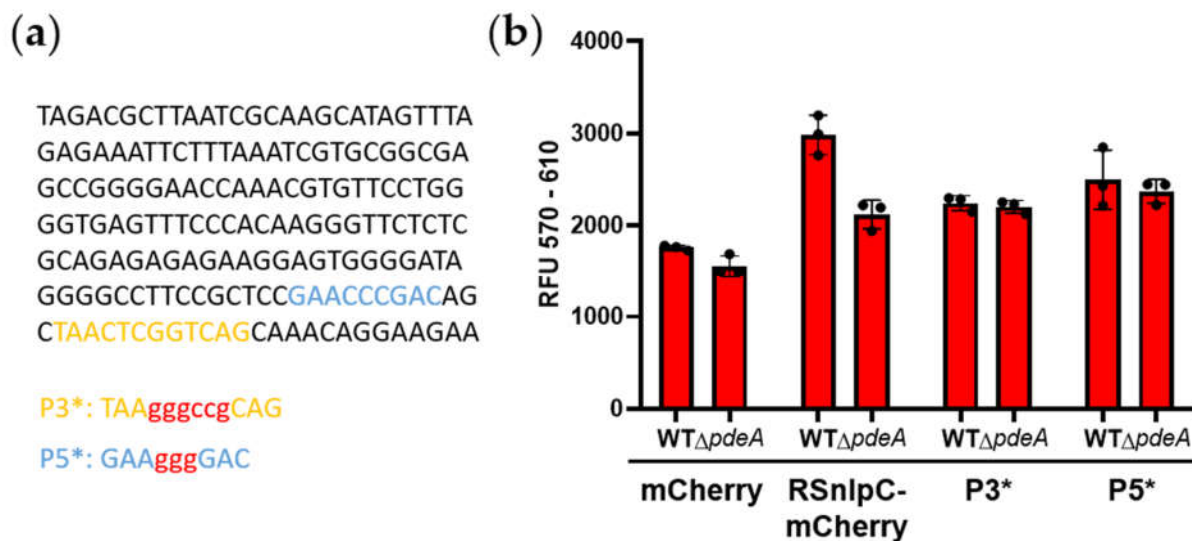 (a)
TAGACGCTTAATCGCAAGCATAGTTTA
GAGAAATTCTTTAAATCGTGCGGCGA
GCCGGGGAACCAAACGTGTTCCTGG
GGTGAGTTTCCCACAAGGGTTCTCTC
GCAGAGAGAGAAGGAGTGGGGATA
GGGGCCTTCCGCTCCGAACCCGACAG
CTAACTCGGTCAGCAAACAGGAAGAA
P3*: TAAgggccgCAG
P5*: GAAgggGAC
(b)
RFU 570 - 610
4000
3000
2000
1000
0
WTΔpdeA WTΔpdeA WTΔpdeA WTΔpdeA
mCherry RSnlpC- P3* P5*
mCherry